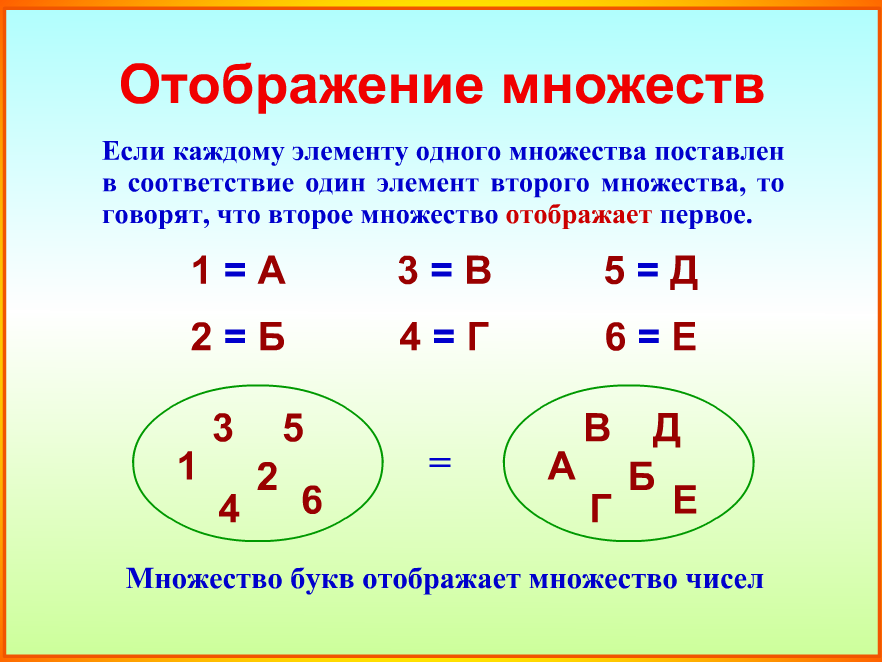 Отображение множеств
Если каждому элементу одного множества поставлен
в соответствие один элемент второго множества, то
говорят, что второе множество отображает первое.
1 = А 3 = В 5 = Д
2 = Б 4 = Г 6 = Е
3 5 В Д
1 2 = А Б
4 6 Г Е
Множество букв отображает множество чисел